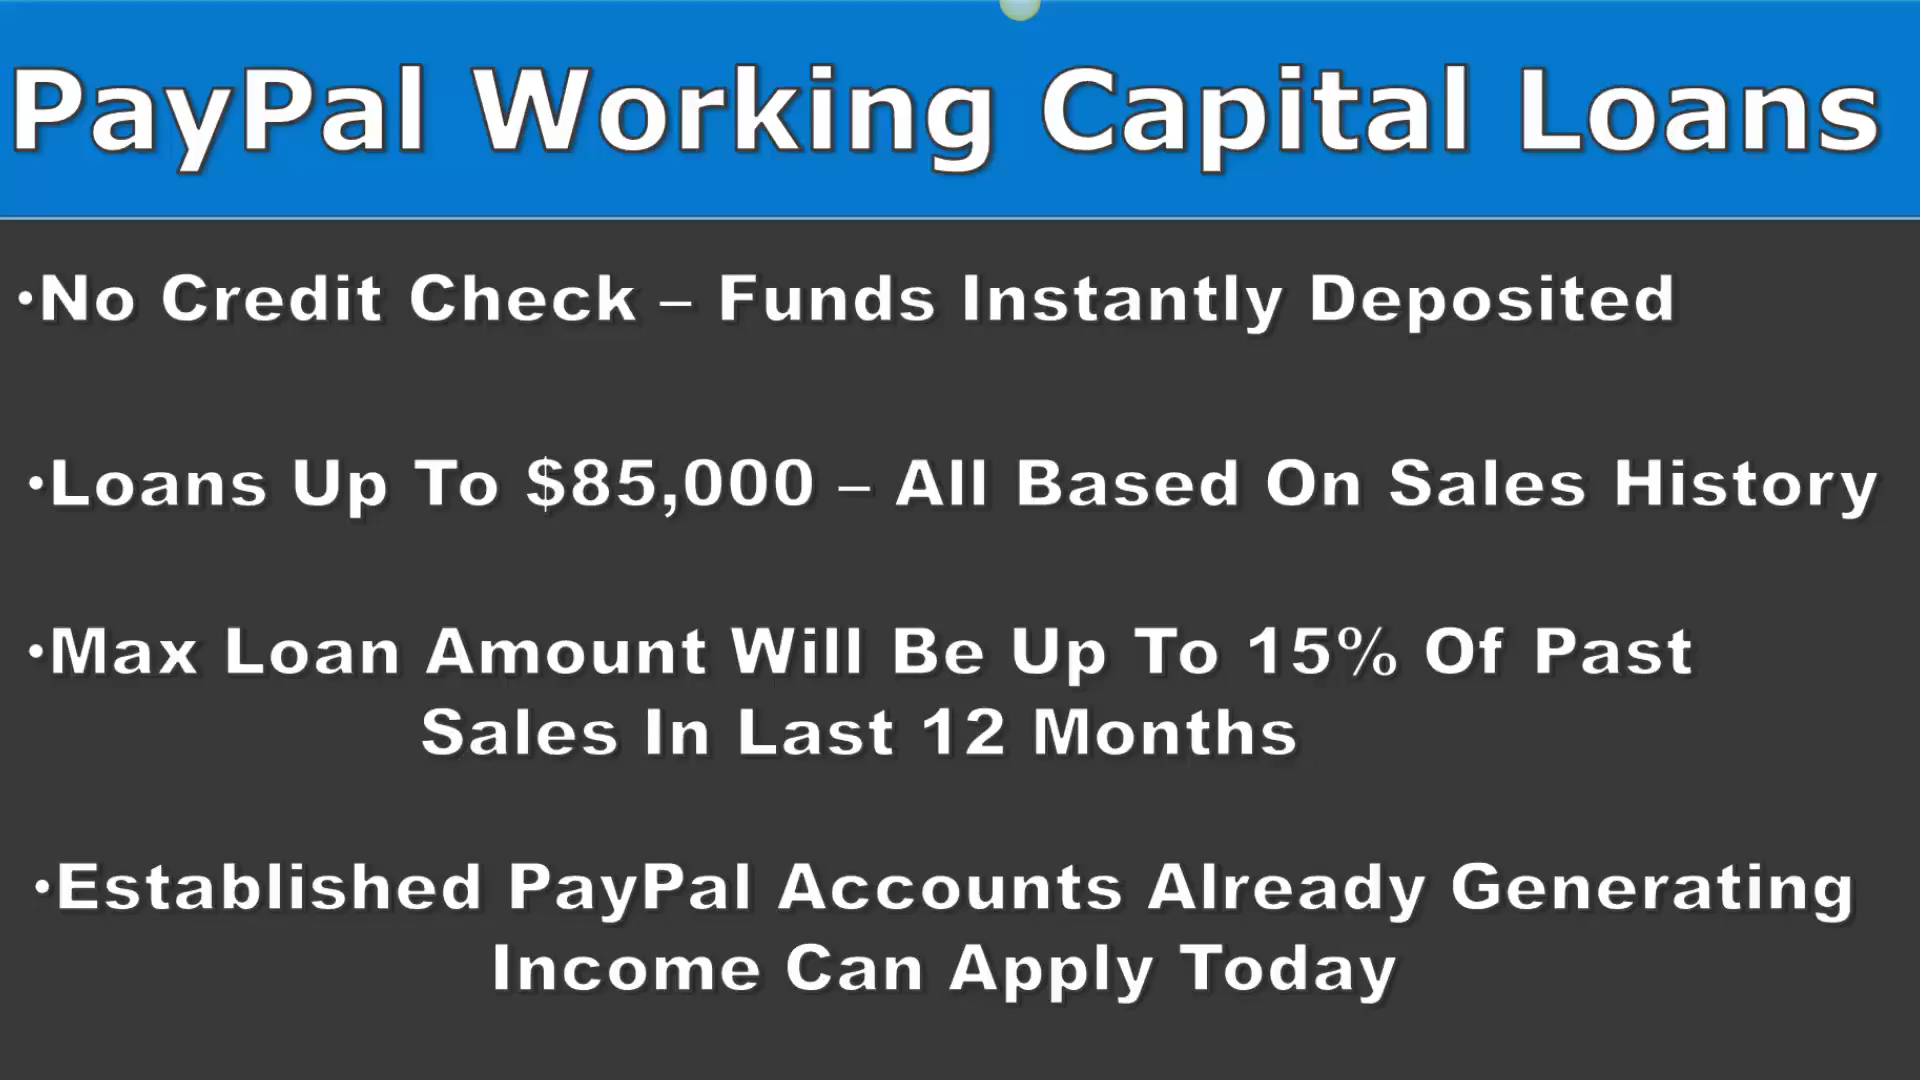 PayPal Working Capital Loans
•No Credit Check – Funds Instantly Deposited
•Loans Up To $85,000 – All Based On Sales History
•Max Loan Amount Will Be Up To 15% Of Past
Sales In Last 12 Months
•Established PayPal Accounts Already Generating
Income Can Apply Today